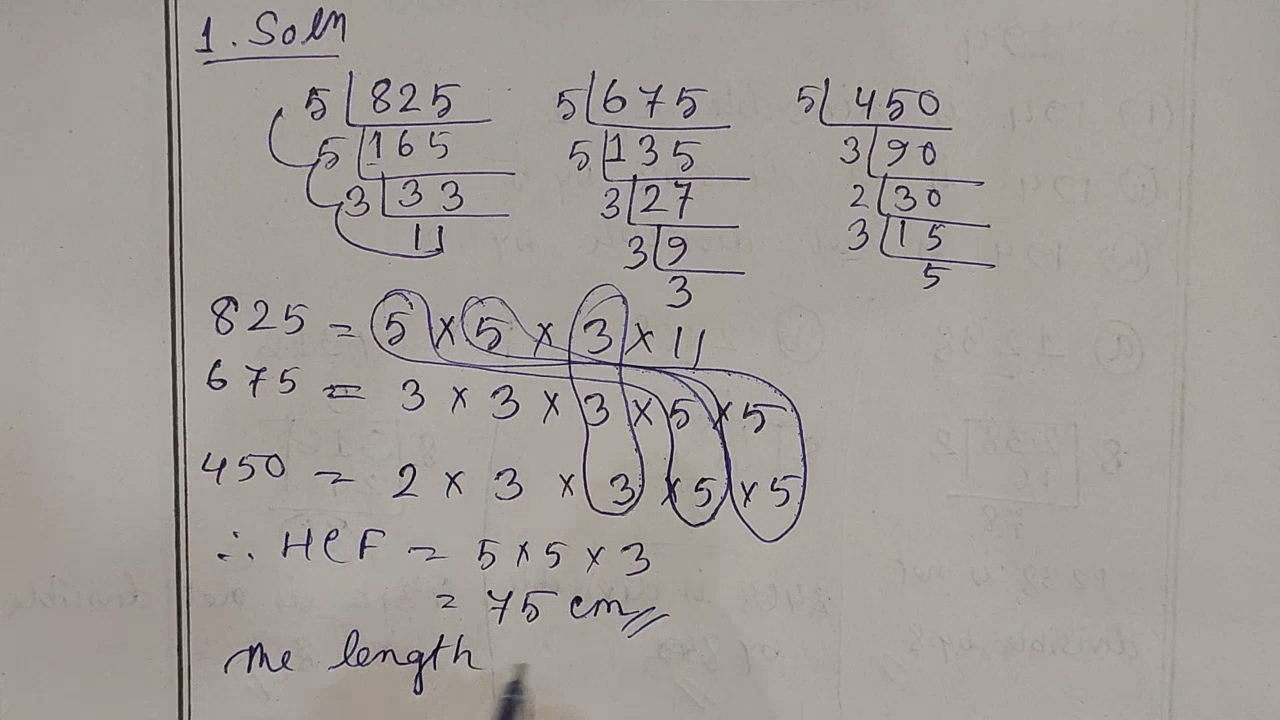 1. Soln
5 825 5 675 5 450
5 165 5 135 3 90
3 33 3 27 2 30
11 3 9 3 15
3 5
825 = 5 × 5 × 3 × 11
675 = 3 × 3 × 3 × 5 × 5
450 = 2 × 3 × 3 × 5 × 5
∴ HCF = 5 × 5 × 3
= 75 cm //
The length